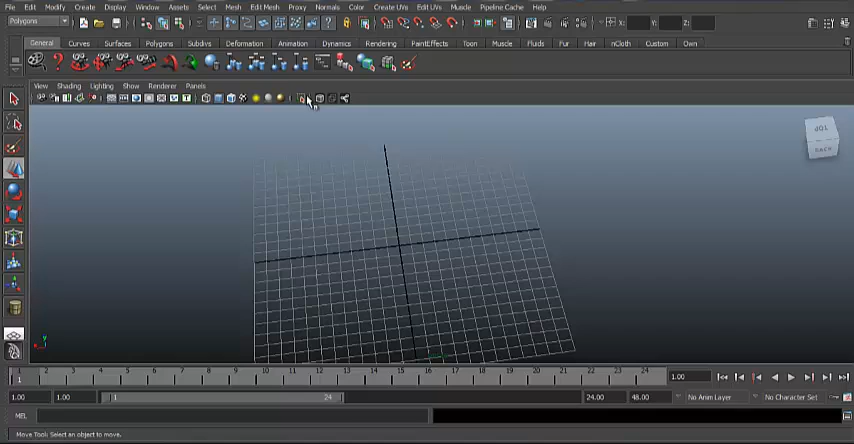 File Edit Modify Create Display Window Assets Select Mesh Edit Mesh Proxy Normals Color Create UVs Edit UVs Muscle Pipeline Cache Help
Polygons X: Y: Z:
General Curves Surfaces Polygons Subdivs Deformation Animation Dynamics Rendering PaintEffects Toon Muscle Fluids Fur Hair nCloth Custom Own
View Shading Lighting Show Renderer Panels
TOP
BACK
y
x
1 2 3 4 5 6 7 8 9 10 11 12 13 14 15 16 17 18 19 20 21 22 23 24
1
1.00
1.00 1.00 1 24 24.00 48.00 No Anim Layer No Character Set
MEL
Move Tool: Select an object to move.